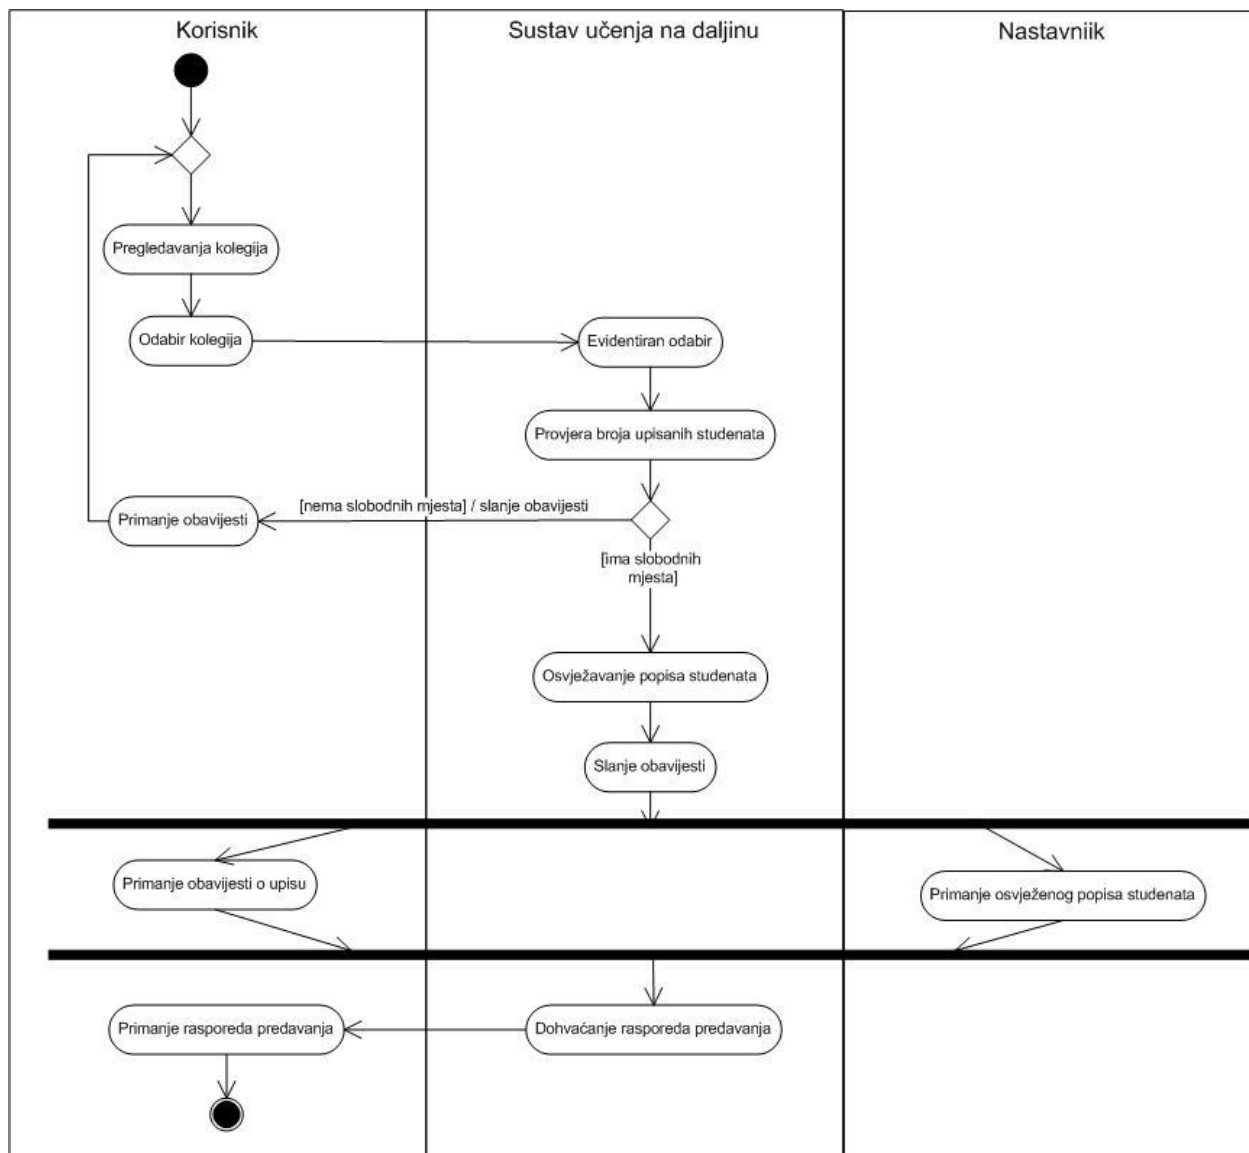 Korisnik
Sustav učenja na daljinu
Nastavniik
Pregledavanja kolegija
Odabir kolegija
Evidentiran odabir
Provjera broja upisanih studenata
[nema slobodnih mjesta] / slanje obavijesti
Primanje obavijesti
[ima slobodnih
mjesta]
Osvježavanje popisa studenata
Slanje obavijesti
Primanje obavijesti o upisu
Primanje osvježenog popisa studenata
Primanje rasporeda predavanja
Dohvaćanje rasporeda predavanja